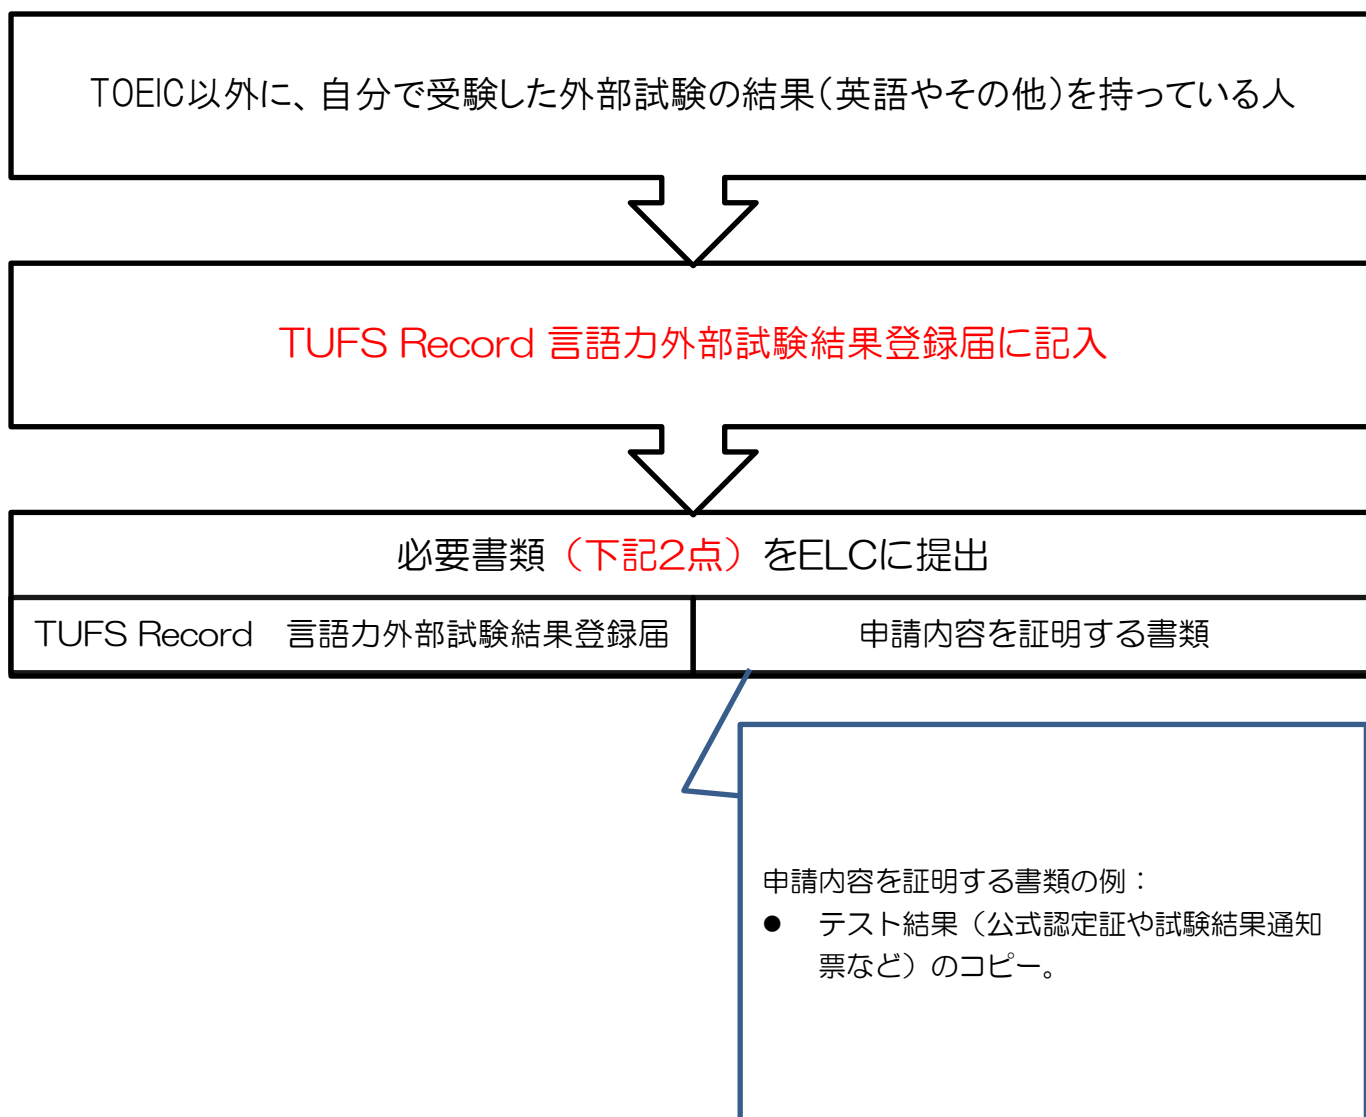 TOEIC以外に、自分で受験した外部試験の結果(英語やその他)を持っている人
TUFS Record 言語力外部試験結果登録届に記入
必要書類(下記2点)をELCに提出
TUFS Record　言語力外部試験結果登録届
申請内容を証明する書類
申請内容を証明する書類の例：
● テスト結果（公式認定証や試験結果通知
票など）のコピー。